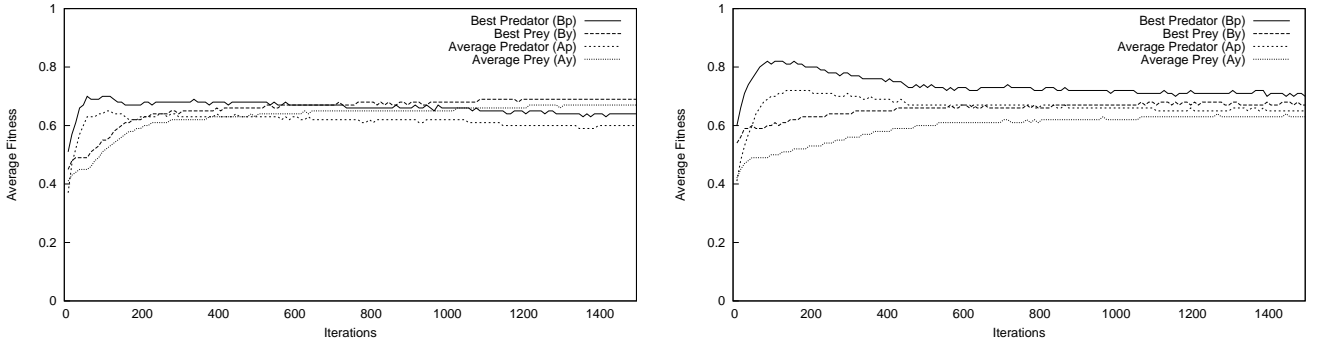 1
0.8
0.6
0.4
0.2
0
0 200 400 600 800 1000 1200 1400
Average Fitness
Iterations
Best Predator (Bp)
Best Prey (By)
Average Predator (Ap)
Average Prey (Ay)
1
0.8
0.6
0.4
0.2
0
0 200 400 600 800 1000 1200 1400
Average Fitness
Iterations
Best Predator (Bp)
Best Prey (By)
Average Predator (Ap)
Average Prey (Ay)